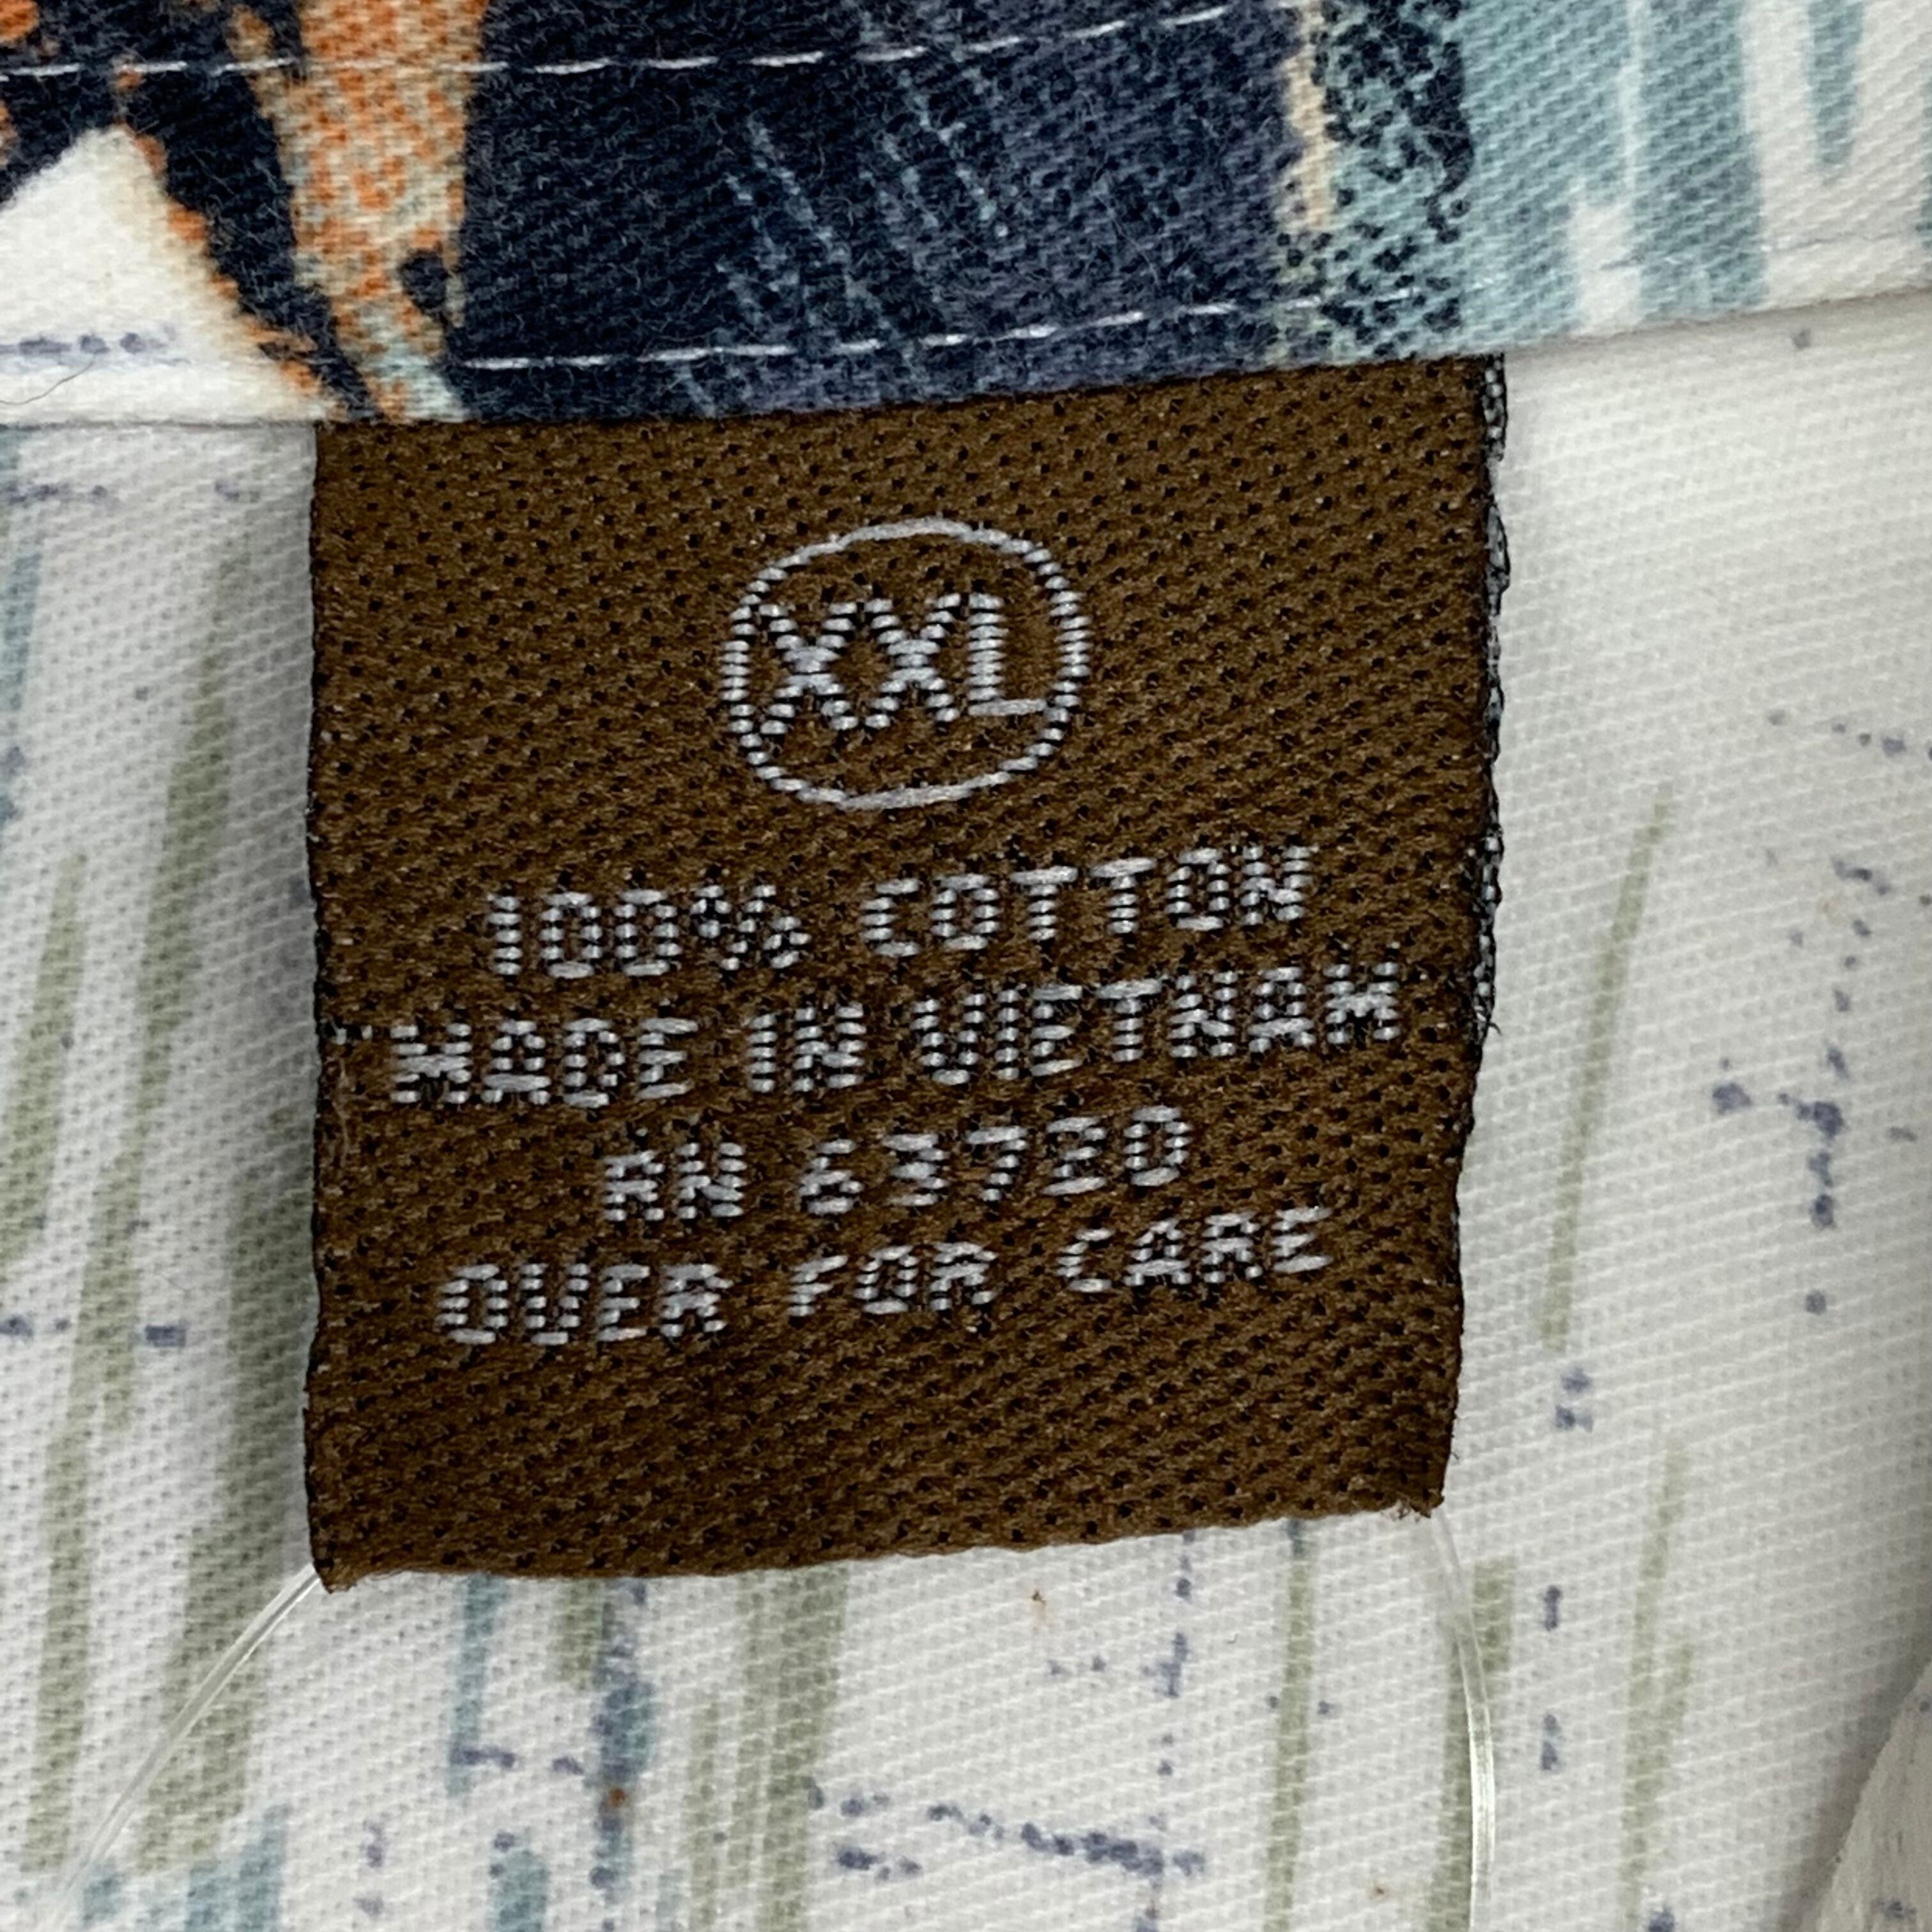 XXL
100% COTTON
MADE IN VIETNAM
RN 63720
OVER FOR CARE